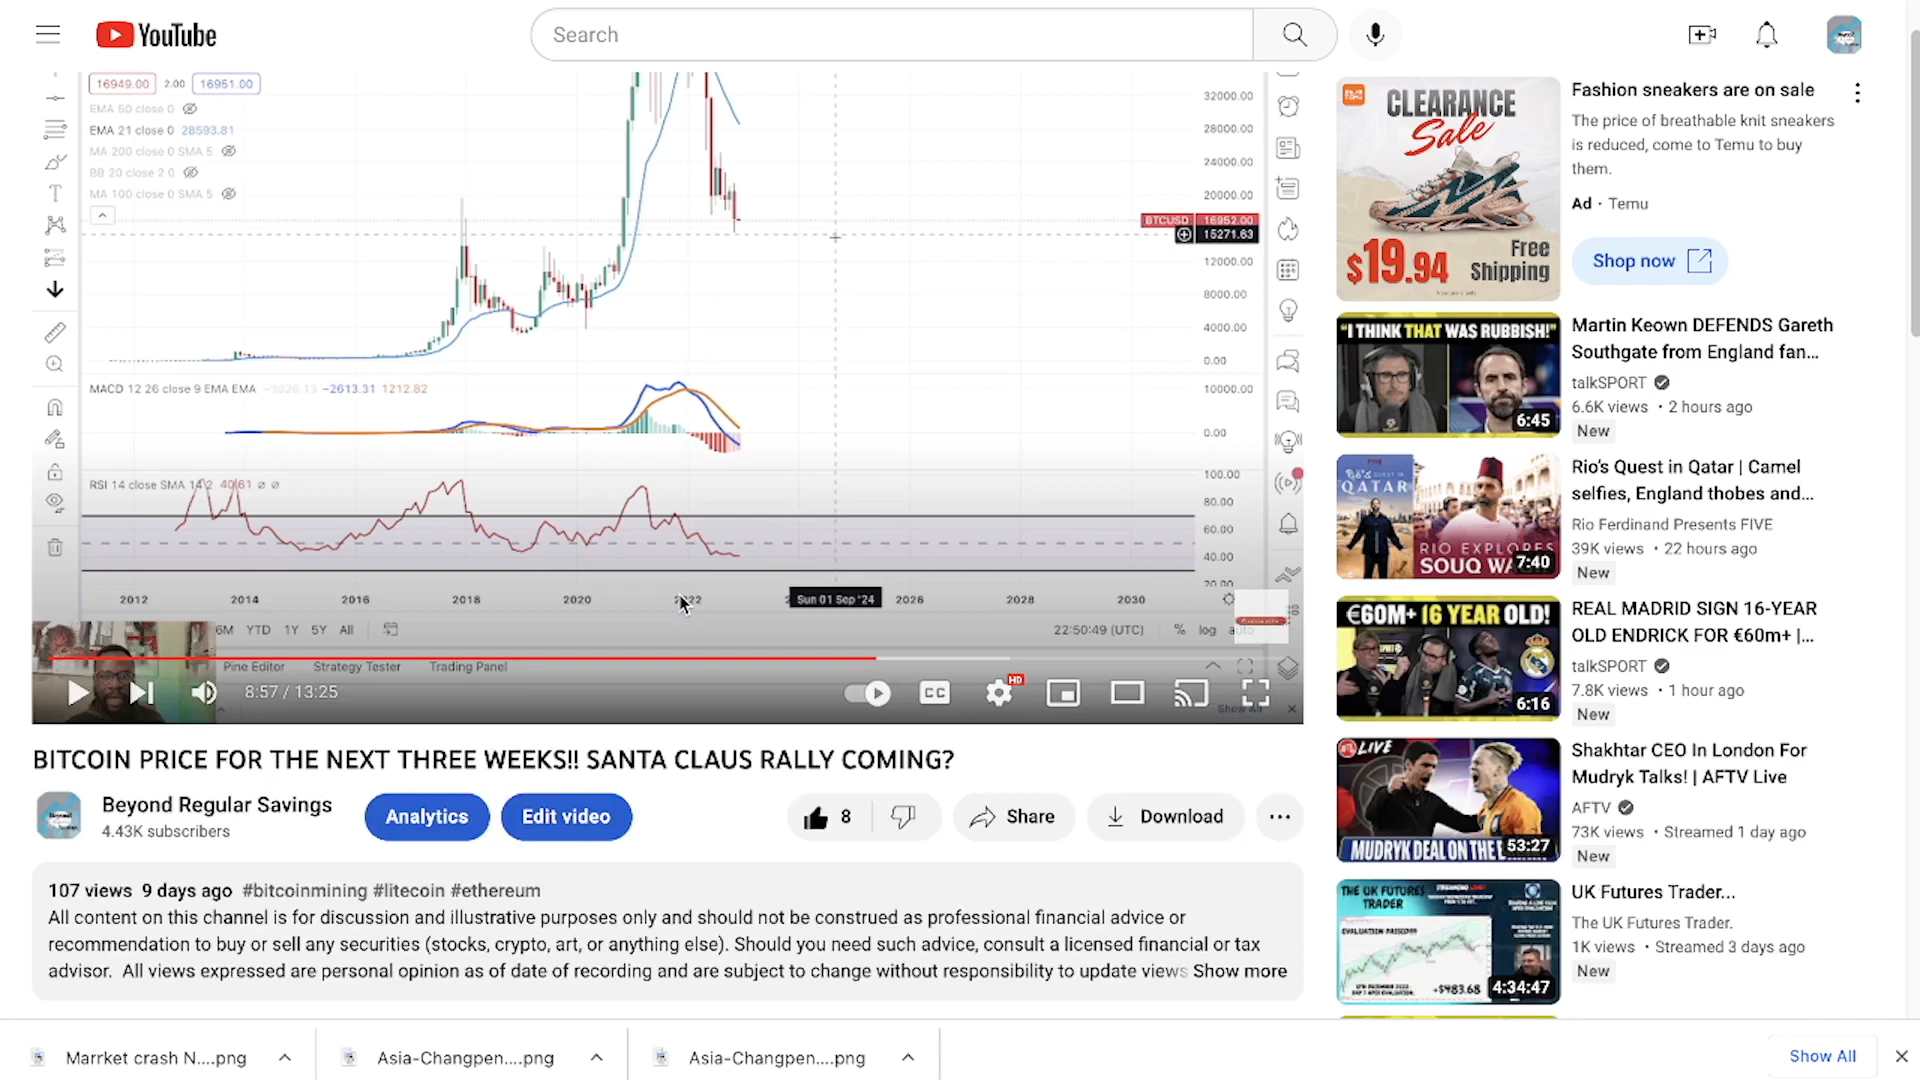 YouTube
Search
16949.00 2.00 16951.00
EMA 50 close 0
EMA 21 close 0 28593.81
MA 200 close 0 SMA 5
BB 20 close 2 0
MA 100 close 0 SMA 5
32000.00
28000.00
24000.00
20000.00
BTCUSD 16952.00
15271.63
12000.00
8000.00
4000.00
0.00
MACD 12 26 close 9 EMA EMA −3826.13 −2613.31 1212.82
10000.00
0.00
RSI 14 close SMA 14 2 40.61
100.00
80.00
60.00
40.00
20.00
2012 2014 2016 2018 2020 Sun 01 Sep '24 2026 2028 2030
6M YTD 1Y 5Y All
22:50:49 (UTC) % log auto
Pine Editor Strategy Tester Trading Panel
8:57 / 13:25
CC
HD
Show All
BITCOIN PRICE FOR THE NEXT THREE WEEKS!! SANTA CLAUS RALLY COMING?
Beyond Regular Savings
4.43K subscribers
Analytics
Edit video
8
Share
Download
107 views 9 days ago #bitcoinmining #litecoin #ethereum
All content on this channel is for discussion and illustrative purposes only and should not be construed as professional financial advice or
recommendation to buy or sell any securities (stocks, crypto, art, or anything else). Should you need such advice, consult a licensed financial or tax
advisor. All views expressed are personal opinion as of date of recording and are subject to change without responsibility to update views Show more
CLEARANCE
Sale
$19.94
Free
Shipping
Fashion sneakers are on sale
The price of breathable knit sneakers
is reduced, come to Temu to buy
them.
Ad · Temu
Shop now
"I THINK THAT WAS RUBBISH!"
6:45
Martin Keown DEFENDS Gareth
Southgate from England fan...
talkSPORT
6.6K views • 2 hours ago
New
QATAR
RIO EXPLORES
SOUQ WA
7:40
Rio's Quest in Qatar | Camel
selfies, England thobes and...
Rio Ferdinand Presents FIVE
39K views • 22 hours ago
New
€60M+ 16 YEAR OLD!
6:16
REAL MADRID SIGN 16-YEAR
OLD ENDRICK FOR €60m+ |...
talkSPORT
7.8K views • 1 hour ago
New
LIVE
MUDRYK DEAL ON THE
53:27
Shakhtar CEO In London For
Mudryk Talks! | AFTV Live
AFTV
73K views • Streamed 1 day ago
New
THE UK FUTURES
TRADER
EVALUATION PASSED!!!!
+$483.68
4:34:47
UK Futures Trader...
The UK Futures Trader.
1K views • Streamed 3 days ago
New
Marrket crash N....png
Asia-Changpen....png
Asia-Changpen....png
Show All